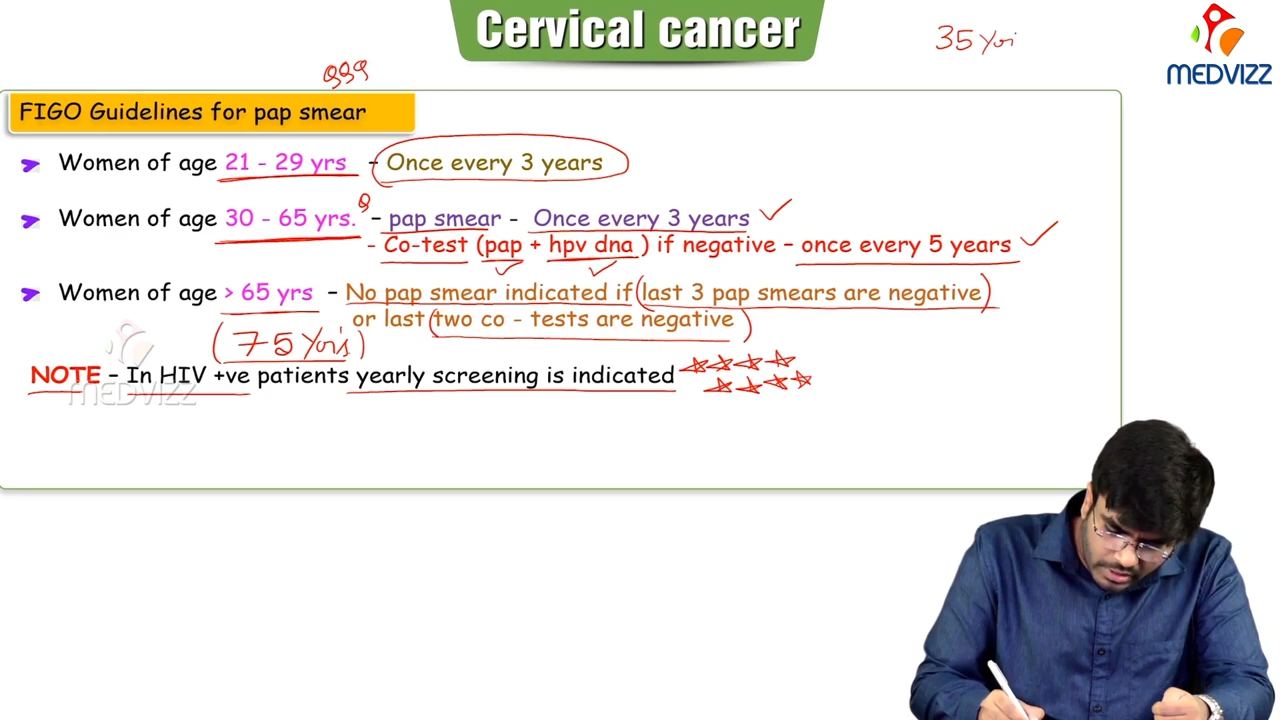 Cervical cancer
35 Yrs
MEDVIZZ
FIGO Guidelines for pap smear
Women of age 21 - 29 yrs - Once every 3 years
Women of age 30 - 65 yrs. - pap smear - Once every 3 years
- Co-test (pap + hpv dna ) if negative - once every 5 years
Women of age > 65 yrs - No pap smear indicated if last 3 pap smears are negative
or last two co - tests are negative
( 75 Yrs )
NOTE - In HIV +ve patients yearly screening is indicated
MEDVIZZ